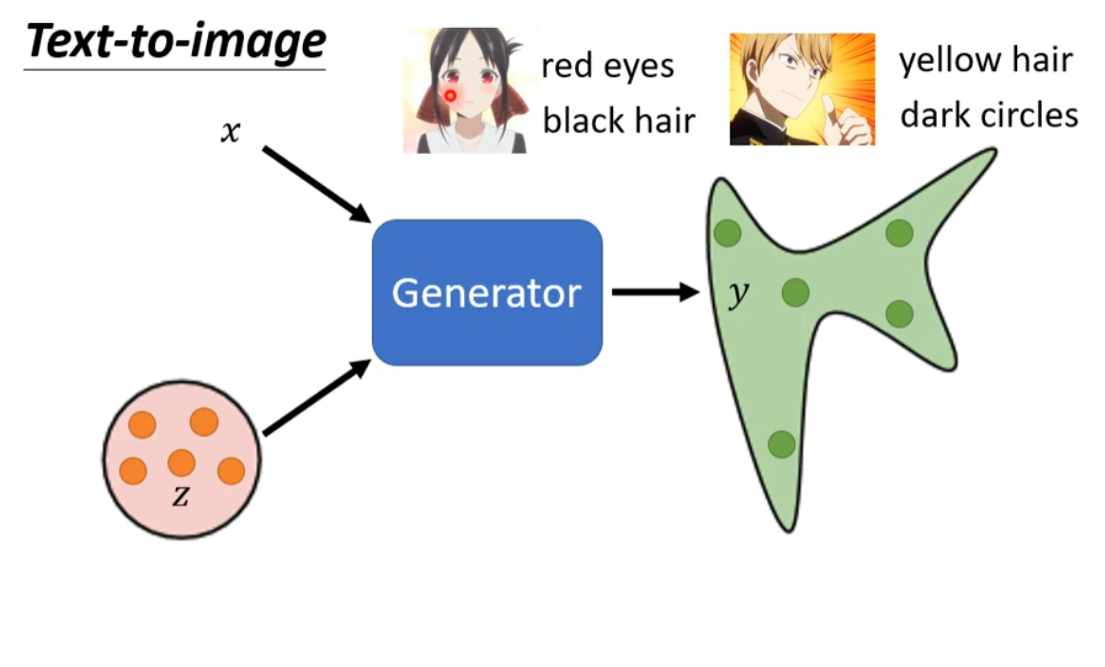 Text-to-image
red eyes
black hair
yellow hair
dark circles
x
Generator
y
z